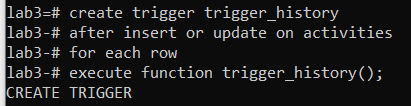 lab3=# create trigger trigger_history
lab3-# after insert or update on activities
lab3-# for each row
lab3-# execute function trigger_history();
CREATE TRIGGER